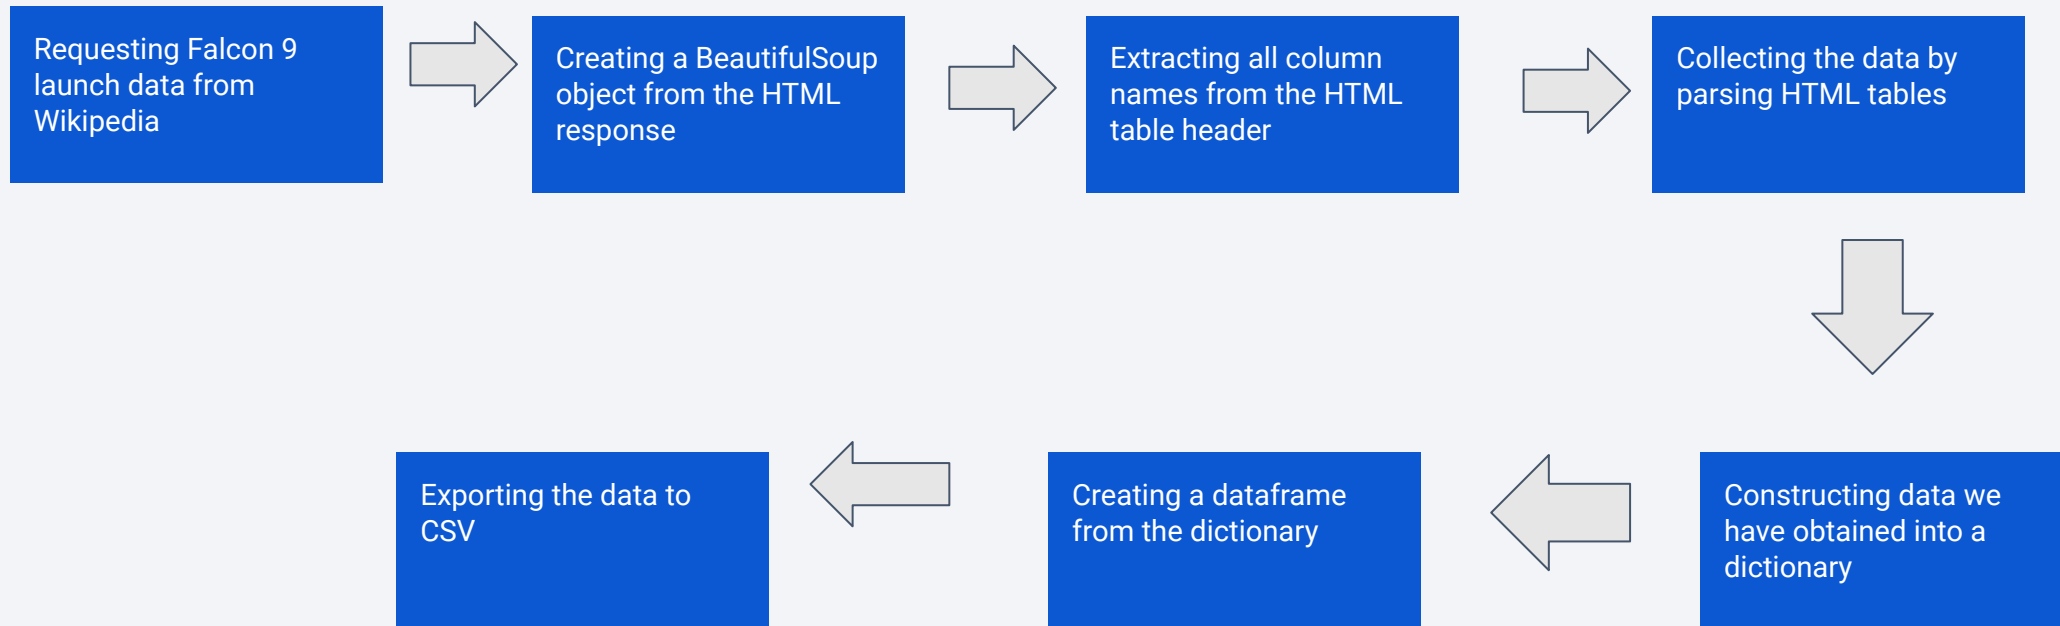 Requesting Falcon 9
launch data from
Wikipedia
Creating a BeautifulSoup
object from the HTML
response
Extracting all column
names from the HTML
table header
Collecting the data by
parsing HTML tables
Constructing data we
have obtained into a
dictionary
Creating a dataframe
from the dictionary
Exporting the data to
CSV